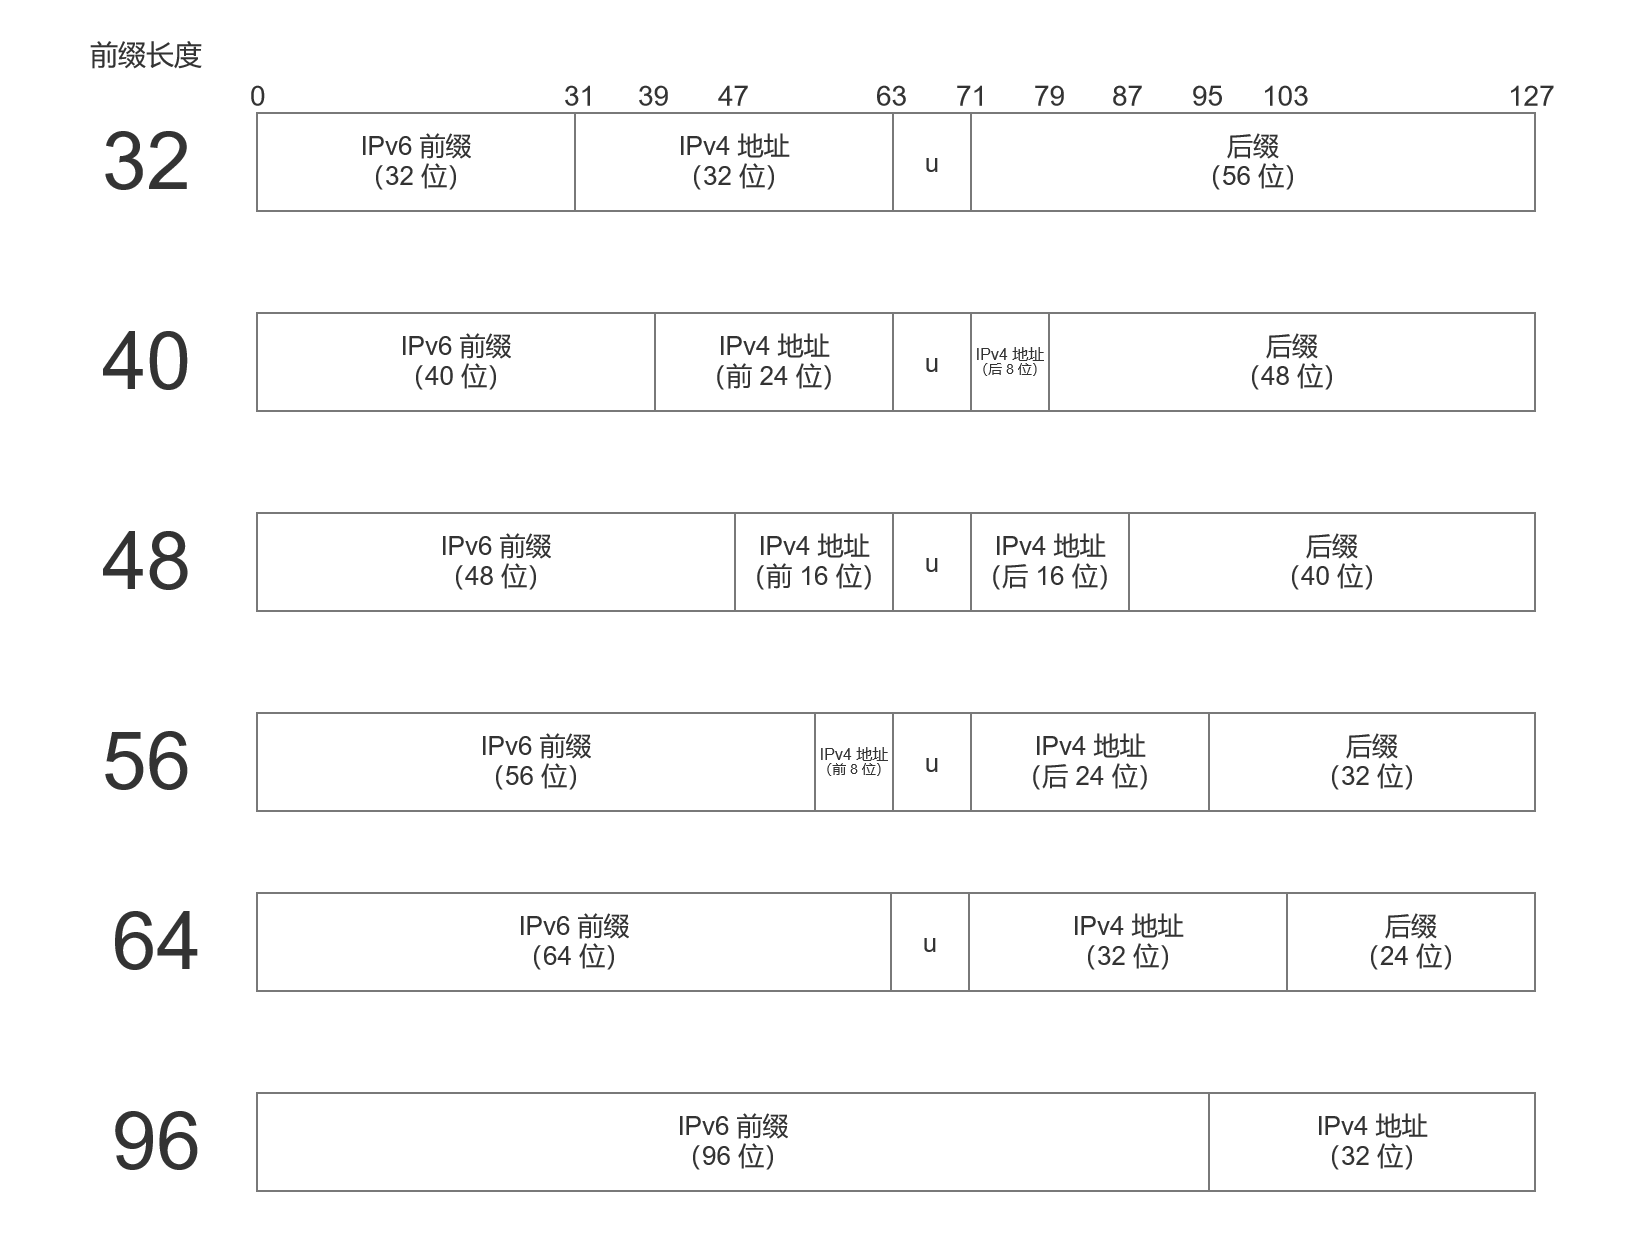 前缀长度
0 31 39 47 63 71 79 87 95 103 127
32
IPv6 前缀 IPv4 地址 u 后缀
(32 位) (32 位) (56 位)
40
IPv6 前缀 IPv4 地址 u IPv4 地址 后缀
(40 位) (前 24 位) (后 8 位) (48 位)
48
IPv6 前缀 IPv4 地址 u IPv4 地址 后缀
(48 位) (前 16 位) (后 16 位) (40 位)
56
IPv6 前缀 IPv4 地址 u IPv4 地址 后缀
(56 位) (前 8 位) (后 24 位) (32 位)
64
IPv6 前缀 u IPv4 地址 后缀
(64 位) (32 位) (24 位)
96
IPv6 前缀 IPv4 地址
(96 位) (32 位)